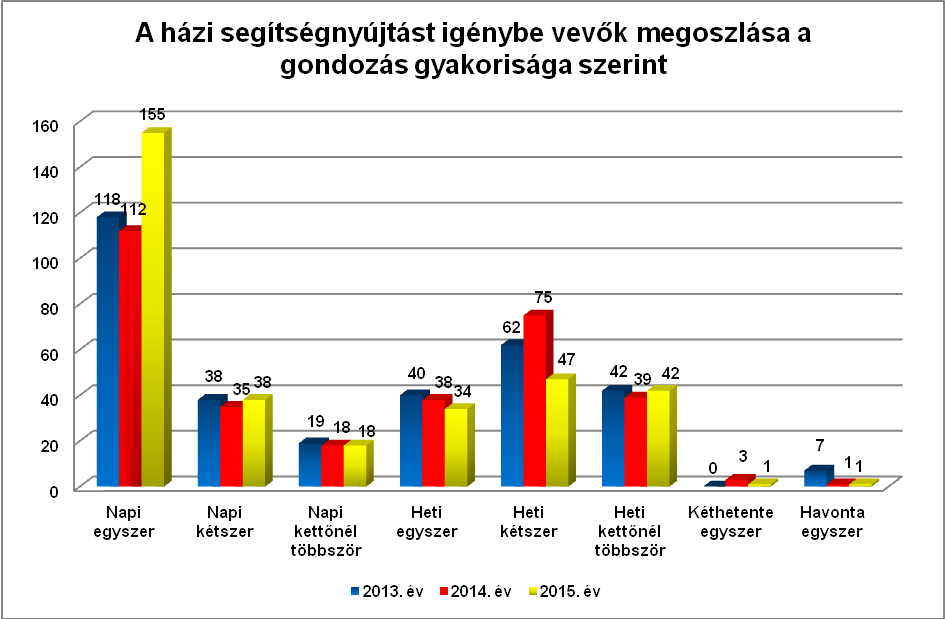 A házi segítségnyújtást igénybe vevők megoszlása a
gondozás gyakorisága szerint
160
140
120
100
80
60
40
20
0
118
112
155
38
35
38
19
18
18
40
38
34
62
75
47
42
39
42
0
3
1
7
1
1
Napi
egyszer
Napi
kétszer
Napi
kettőnél
többször
Heti
egyszer
Heti
kétszer
Heti
kettőnél
többször
Kéthetente
egyszer
Havonta
egyszer
2013. év 2014. év 2015. év